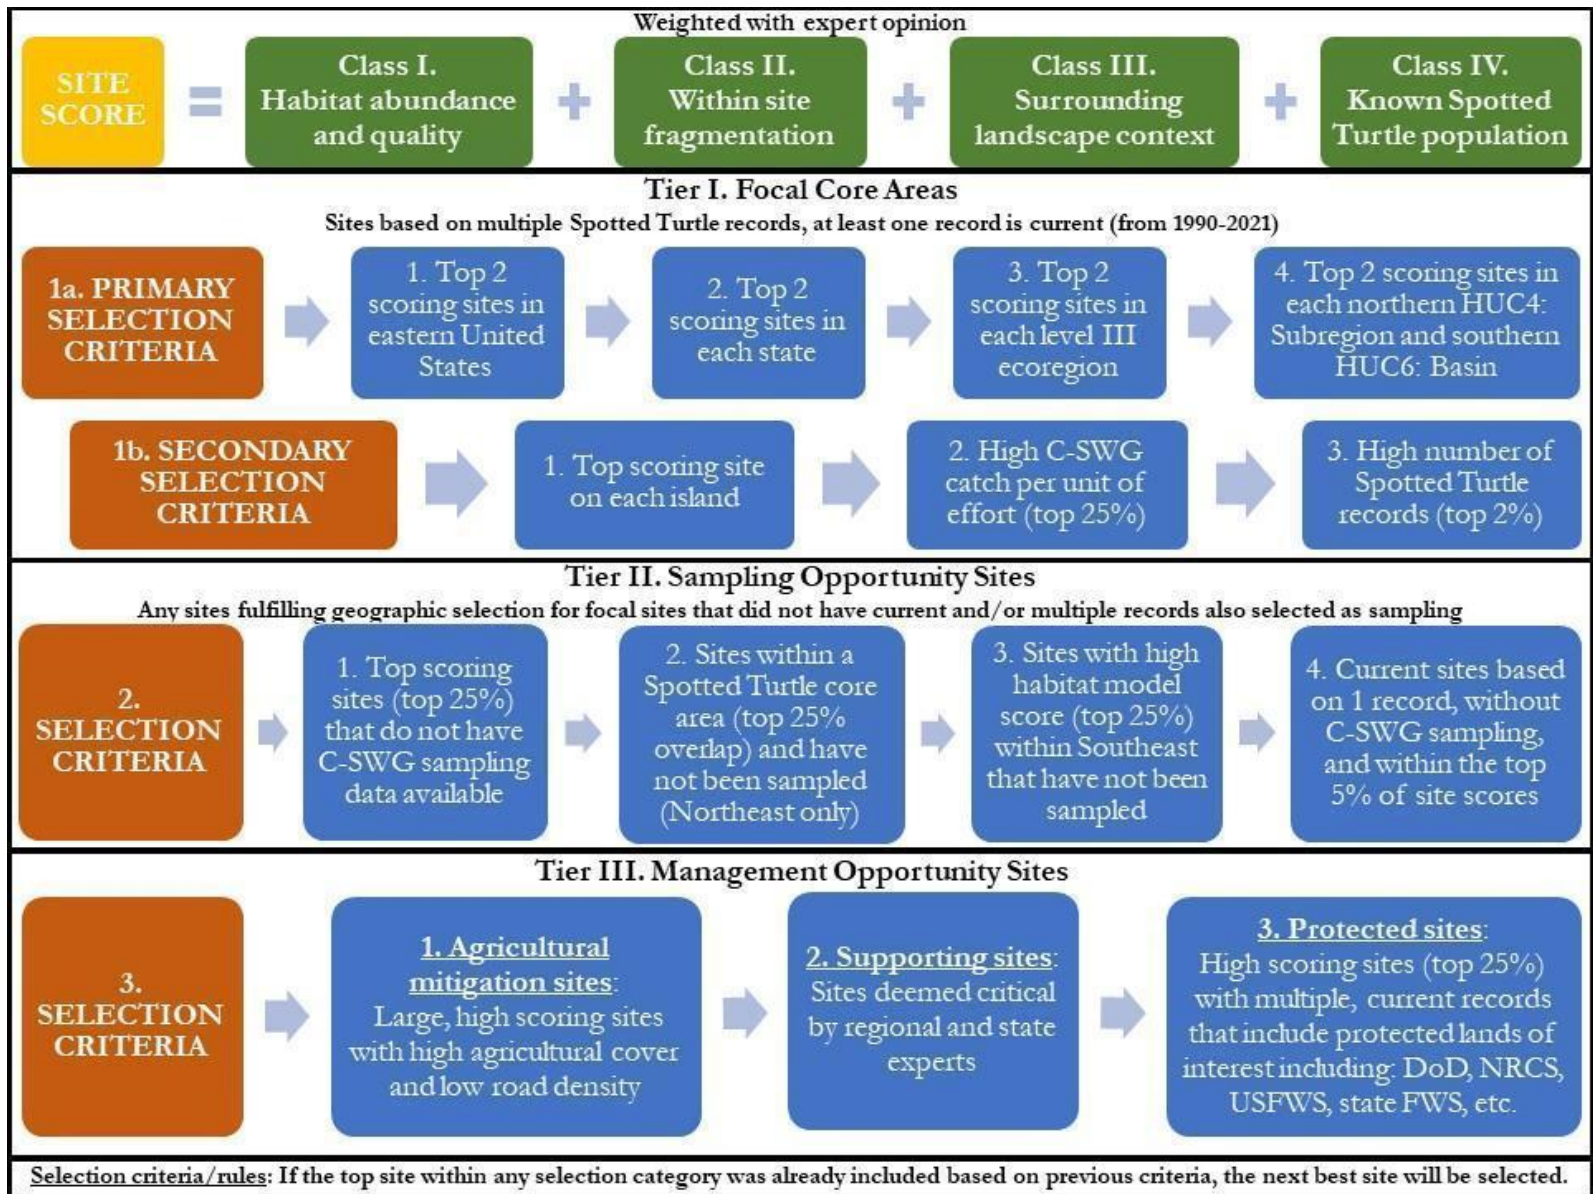 Weighted with expert opinion
SITE
SCORE
=
Class I.
Habitat abundance
and quality
+
Class II.
Within site
fragmentation
+
Class III.
Surrounding
landscape context
+
Class IV.
Known Spotted
Turtle population
Tier I. Focal Core Areas
Sites based on multiple Spotted Turtle records, at least one record is current (from 1990-2021)
1a. PRIMARY
SELECTION
CRITERIA
1. Top 2
scoring sites in
eastern United
States
2. Top 2
scoring sites in
each state
3. Top 2
scoring sites in
each level III
ecoregion
4. Top 2 scoring sites in
each northern HUC4:
Subregion and southern
HUC6: Basin
1b. SECONDARY
SELECTION
CRITERIA
1. Top scoring site
on each island
2. High C-SWG
catch per unit of
effort (top 25%)
3. High number of
Spotted Turtle
records (top 2%)
Tier II. Sampling Opportunity Sites
Any sites fulfilling geographic selection for focal sites that did not have current and/or multiple records also selected as sampling
2.
SELECTION
CRITERIA
1. Top scoring
sites (top 25%)
that do not have
C-SWG sampling
data available
2. Sites within a
Spotted Turtle core
area (top 25%
overlap) and have
not been sampled
(Northeast only)
3. Sites with high
habitat model
score (top 25%)
within Southeast
that have not been
sampled
4. Current sites based
on 1 record, without
C-SWG sampling,
and within the top
5% of site scores
Tier III. Management Opportunity Sites
3.
SELECTION
CRITERIA
1. Agricultural
mitigation sites:
Large, high scoring sites
with high agricultural cover
and low road density
2. Supporting sites:
Sites deemed critical
by regional and state
experts
3. Protected sites:
High scoring sites (top 25%)
with multiple, current records
that include protected lands of
interest including: DoD, NRCS,
USFWS, state FWS, etc.
Selection criteria/rules: If the top site within any selection category was already included based on previous criteria, the next best site will be selected.